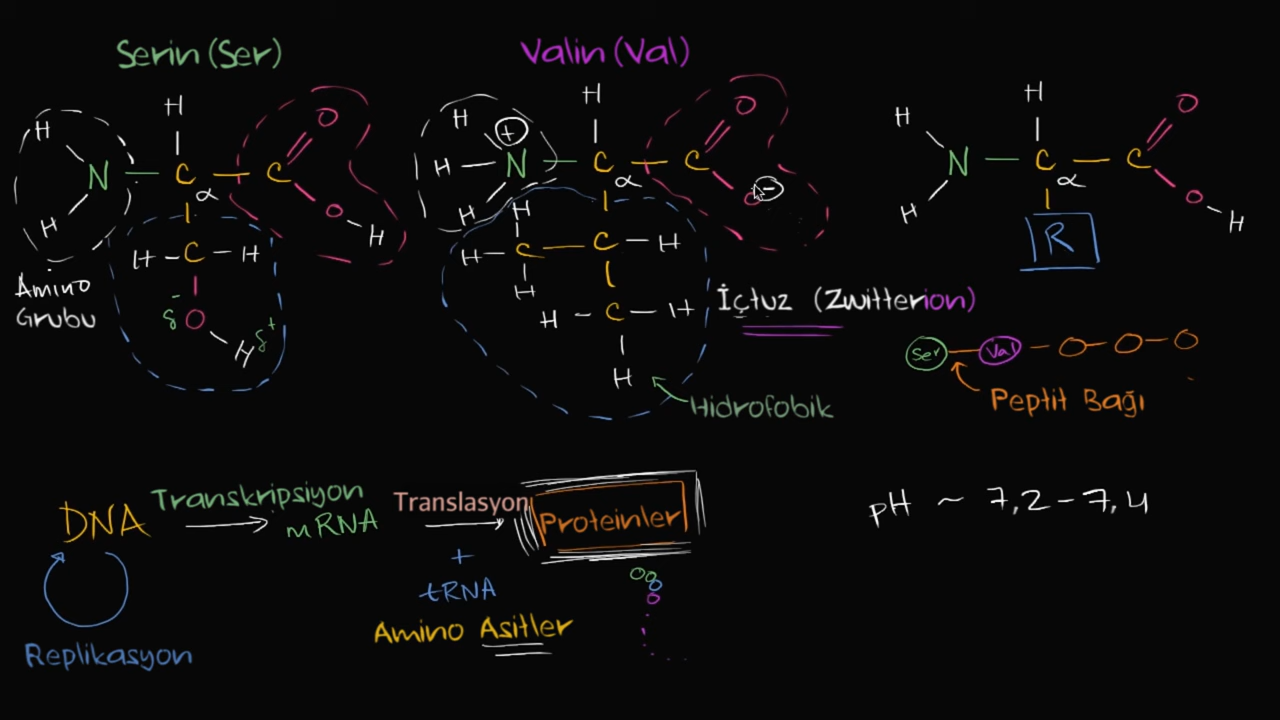 Serin (Ser)
H
H
N
H
C
α
C
O
O
H
H
C
H
O
δ-
H
δ+
Amino
Grubu
Valin (Val)
H
H
+
H
N
H
C
α
C
O
O
-
H
H
C
H
C
H
H
C
H
H
Hidrofobik
İçtuz (Zwitterion)
H
H
N
H
C
α
C
O
O
H
R
Ser
Val
Peptit Bağı
DNA
Transkripsiyon
mRNA
Translasyon
+
tRNA
Amino Asitler
Proteinler
Replikasyon
pH ~ 7,2 - 7,4